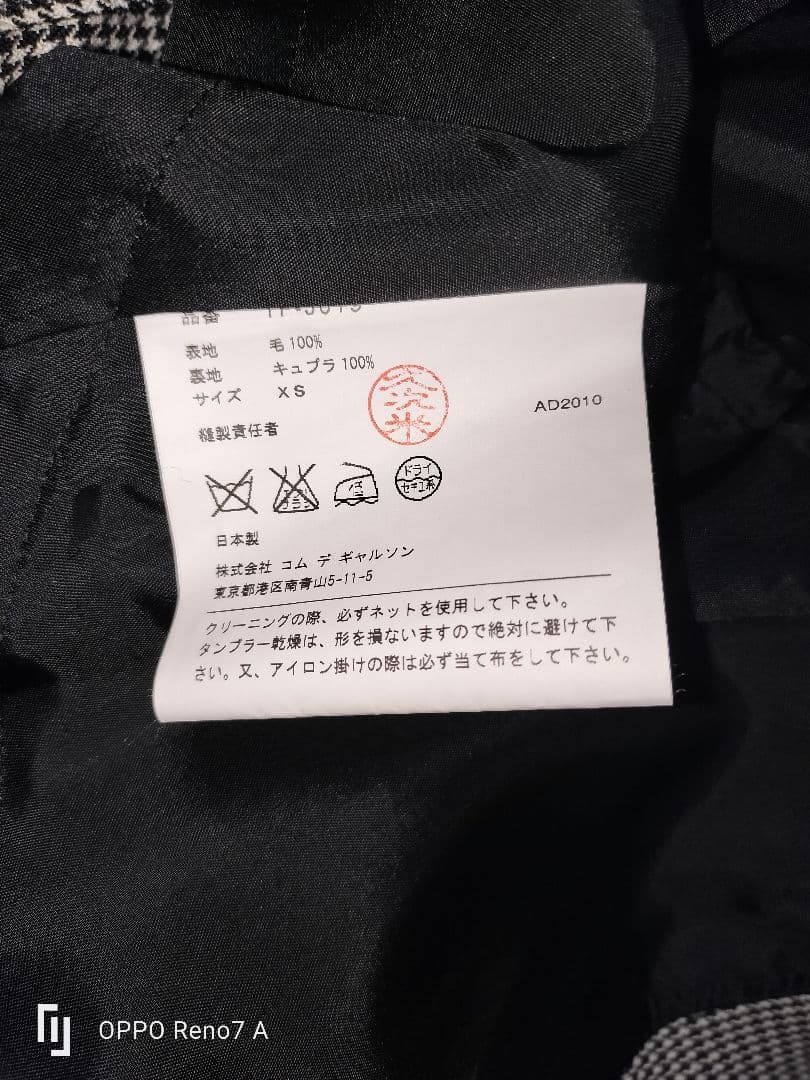 品番
表地 毛 100%
裏地 キュプラ 100%
サイズ XS
縫製責任者
AD2010
ドライ
セキユ系
日本製
株式会社 コム デ ギャルソン
東京都港区南青山5-11-5
クリーニングの際、必ずネットを使用して下さい。
タンブラー乾燥は、形を損ないますので絶対に避けて下
さい。又、アイロン掛けの際は必ず当て布をして下さい。
OPPO Reno7 A